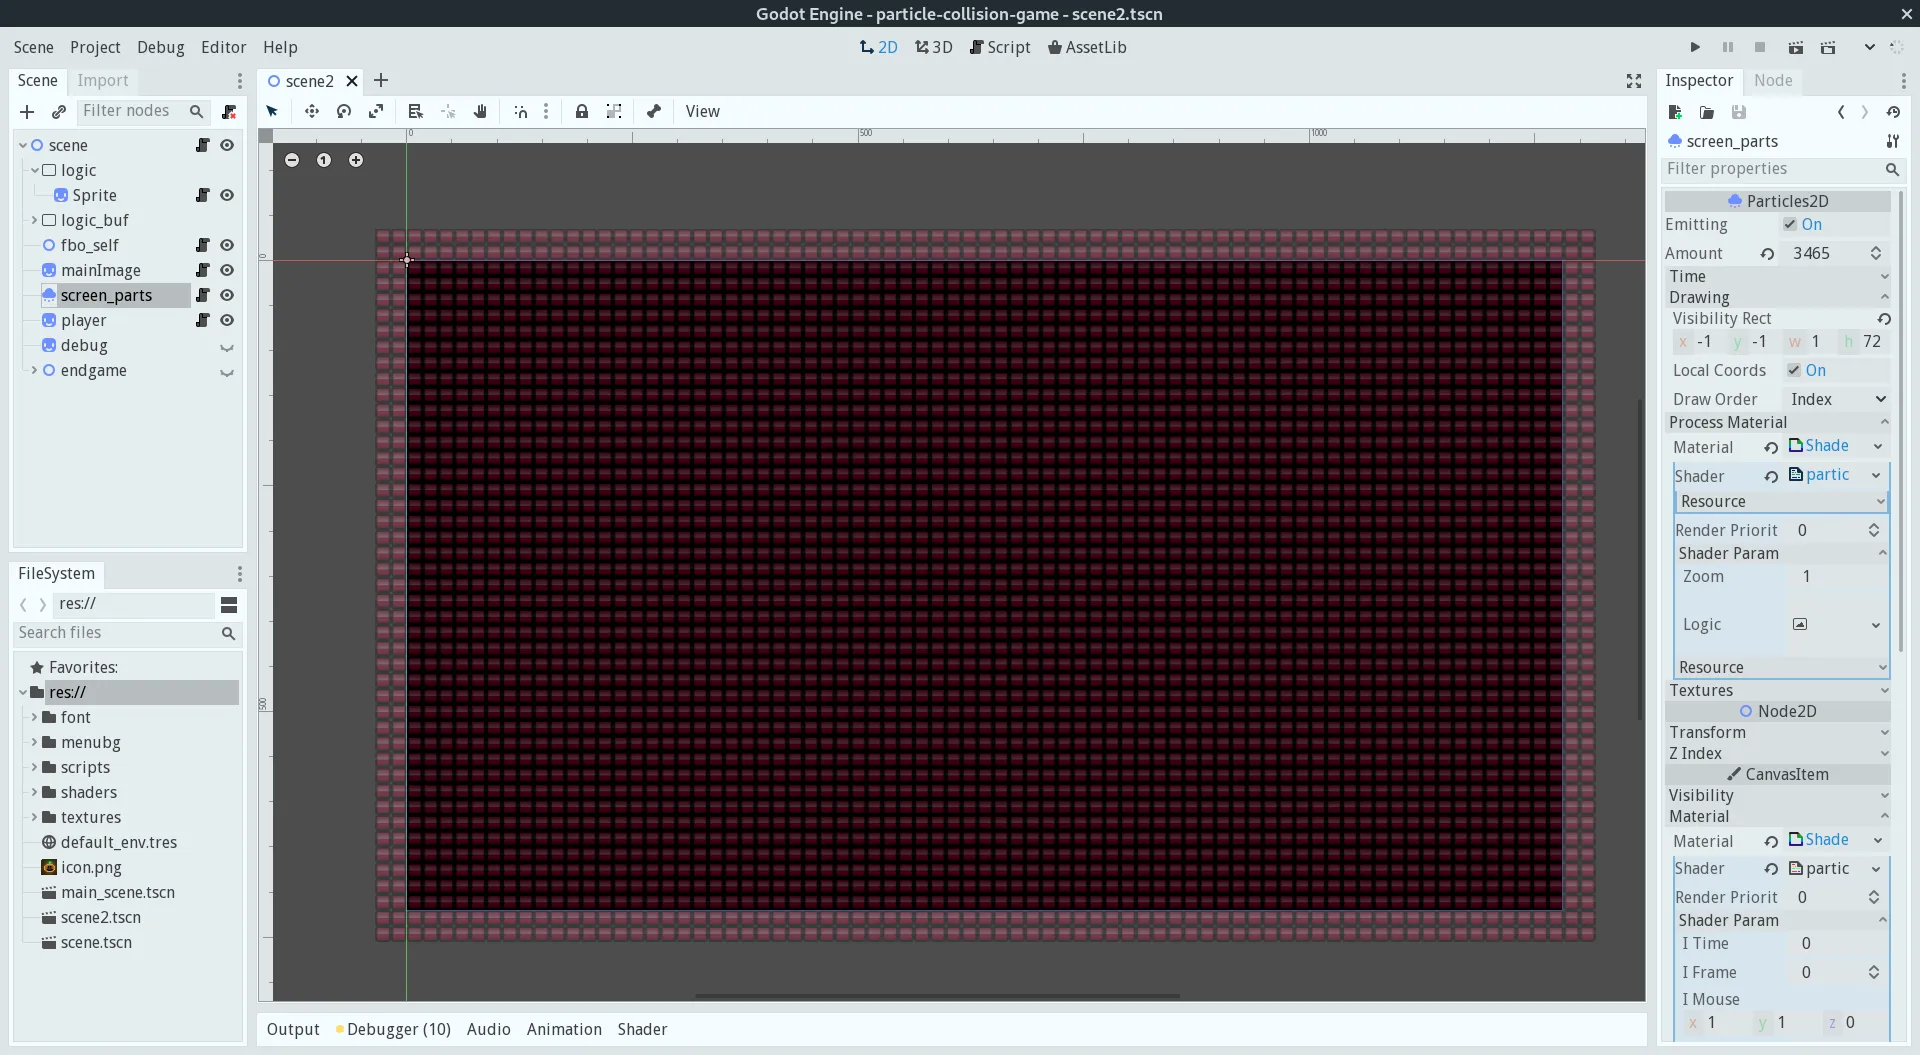 Godot Engine - particle-collision-game - scene2.tscn
Scene Project Debug Editor Help
2D 3D Script AssetLib
Scene Import
Filter nodes
scene
logic
Sprite
logic_buf
fbo_self
mainImage
screen_parts
player
debug
endgame
FileSystem
res://
Search files
Favorites:
res://
font
menubg
scripts
shaders
textures
default_env.tres
icon.png
main_scene.tscn
scene2.tscn
scene.tscn
scene2
View
0 500 1000
0
500
1
Output Debugger (10) Audio Animation Shader
Inspector Node
screen_parts
Filter properties
Particles2D
Emitting On
Amount 3465
Time
Drawing
Visibility Rect
x -1 y -1 w 1 h 72
Local Coords On
Draw Order Index
Process Material
Material Shade
Shader partic
Resource
Render Priorit 0
Shader Param
Zoom 1
Logic
Resource
Textures
Node2D
Transform
Z Index
CanvasItem
Visibility
Material
Material Shade
Shader partic
Render Priorit 0
Shader Param
I Time 0
I Frame 0
I Mouse
x 1 y 1 z 0